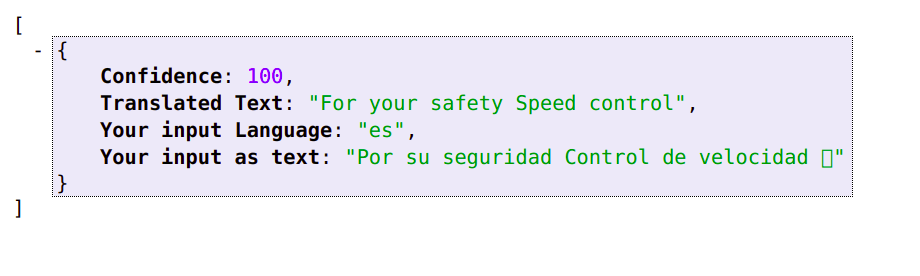 [
- {
Confidence: 100,
Translated Text: "For your safety Speed control",
Your input Language: "es",
Your input as text: "Por su seguridad Control de velocidad ▯"
}
]